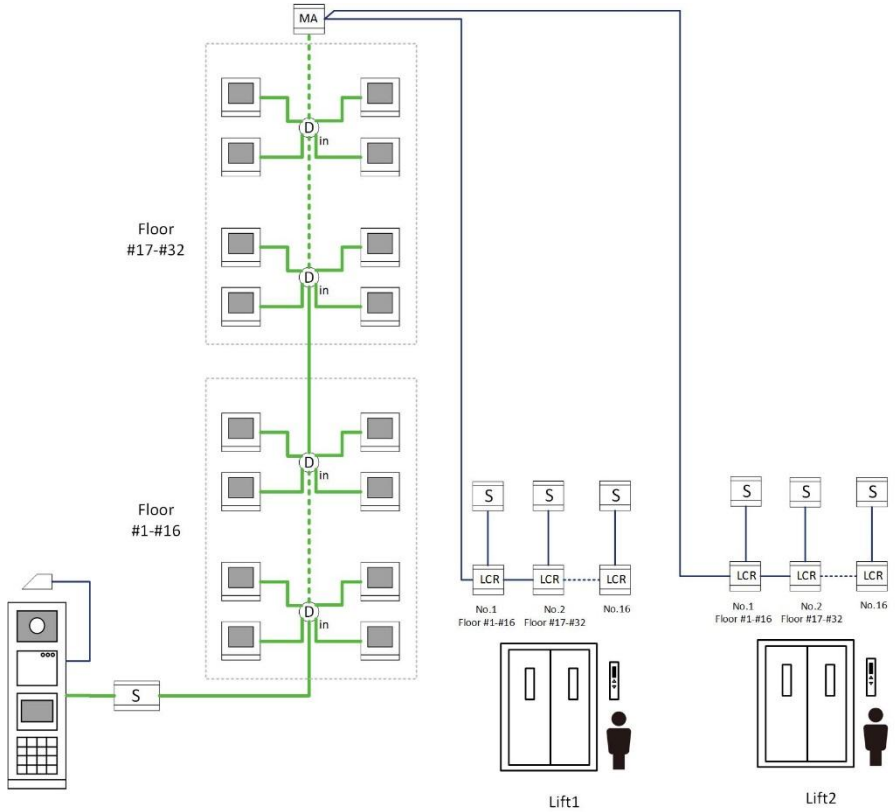 MA
D
in
Floor
#17-#32
D
in
D
in
Floor
#1-#16
D
in
S
S
S
S
LCR
LCR
LCR
No.1
Floor #1-#16
No.2
Floor #17-#32
No.16
Lift1
S
S
S
LCR
LCR
LCR
No.1
Floor #1-#16
No.2
Floor #17-#32
No.16
Lift2